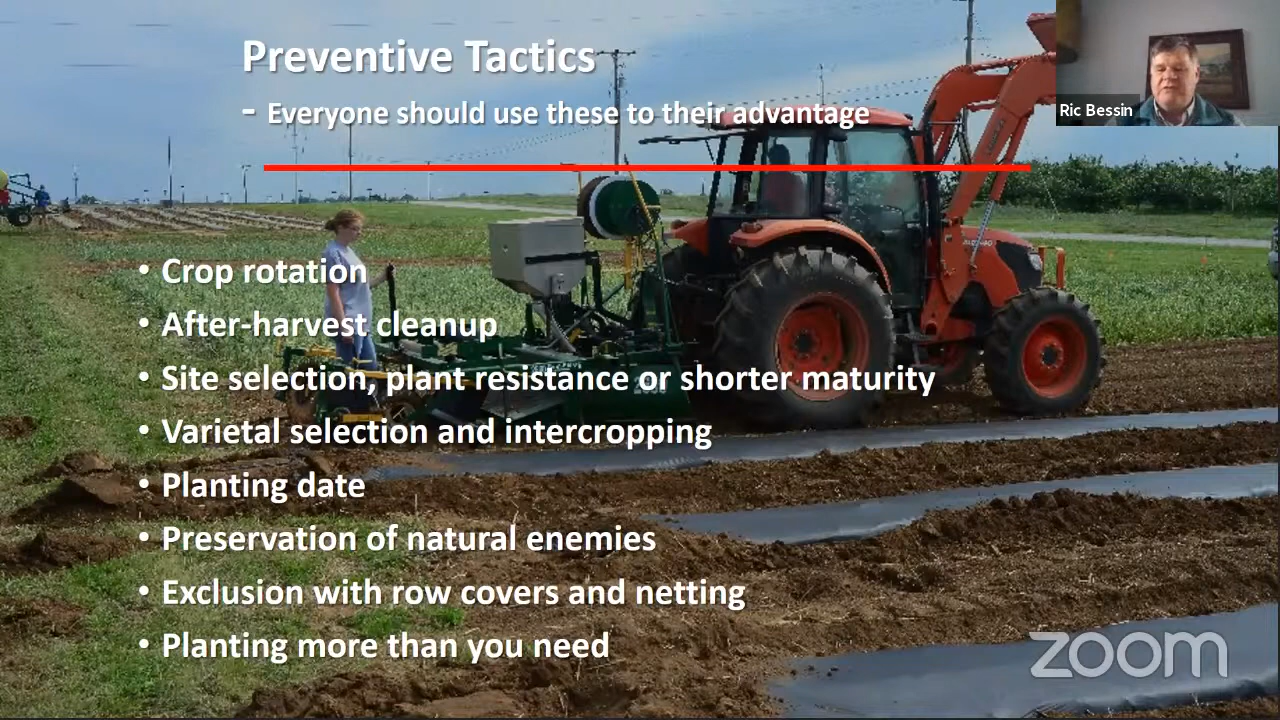 Preventive Tactics
- Everyone should use these to their advantage
Ric Bessin
• Crop rotation
• After-harvest cleanup
• Site selection, plant resistance or shorter maturity
• Varietal selection and intercropping
• Planting date
• Preservation of natural enemies
• Exclusion with row covers and netting
• Planting more than you need
zoom